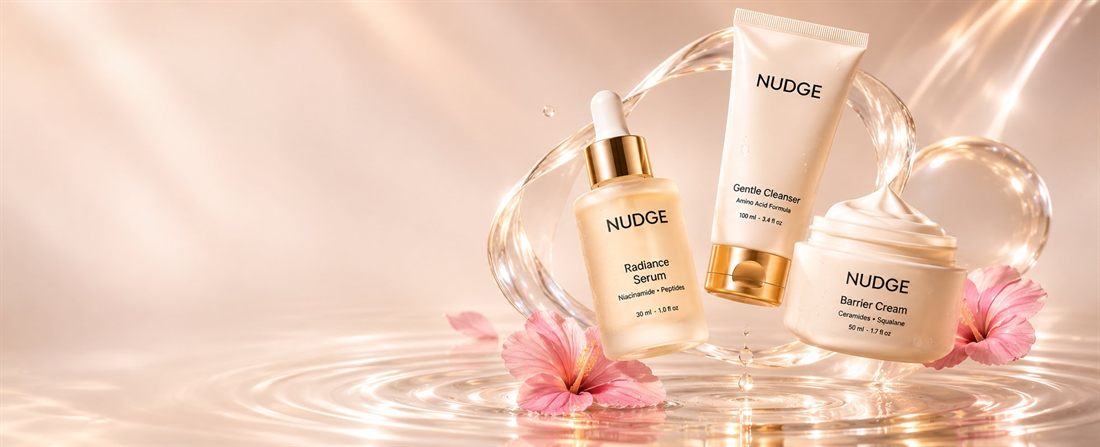 NUDGE
Radiance
Serum
Niacinamide • Peptides
30 ml - 1.0 fl oz
NUDGE
Gentle Cleanser
Amino Acid Formula
100 ml - 3.4 fl oz
NUDGE
Barrier Cream
Ceramides • Squalane
50 ml - 1.7 fl oz